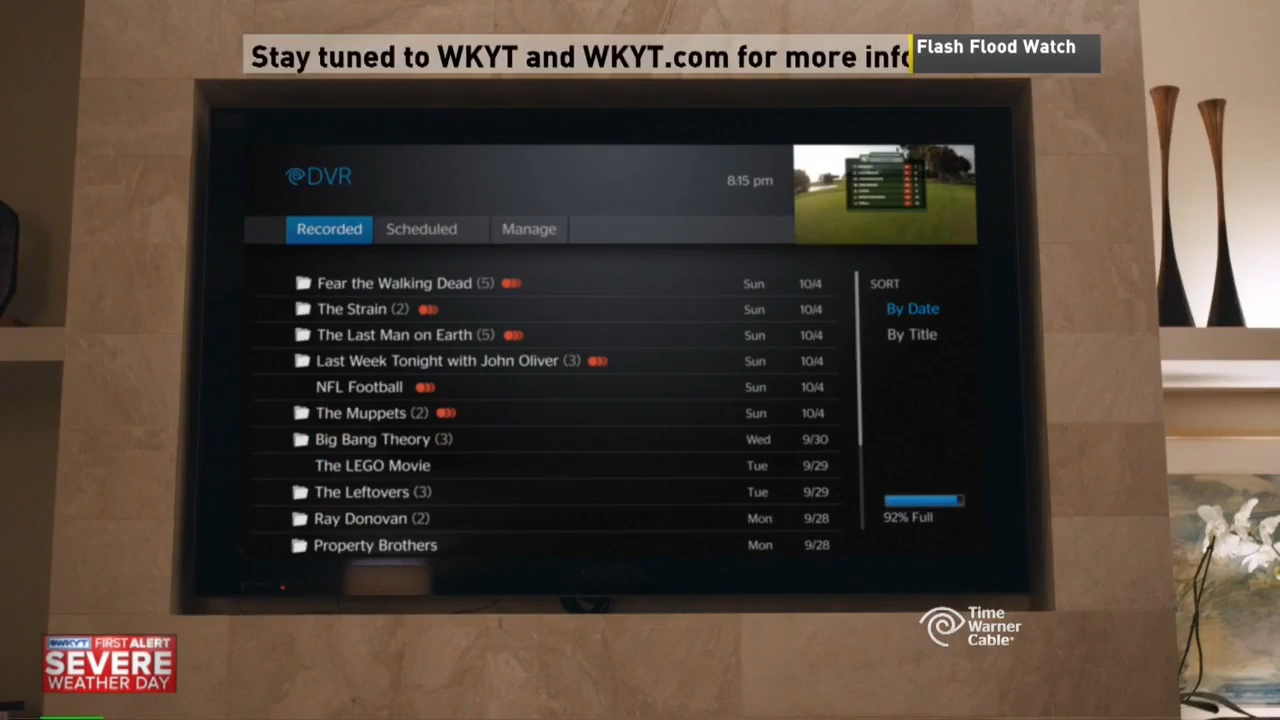 Stay tuned to WKYT and WKYT.com for more info
Flash Flood Watch
DVR
8:15 pm
Recorded Scheduled Manage
Fear the Walking Dead (5) Sun 10/4
The Strain (2) Sun 10/4
The Last Man on Earth (5) Sun 10/4
Last Week Tonight with John Oliver (3) Sun 10/4
NFL Football Sun 10/4
The Muppets (2) Sun 10/4
Big Bang Theory (3) Wed 9/30
The LEGO Movie Tue 9/29
The Leftovers (3) Tue 9/29
Ray Donovan (2) Mon 9/28
Property Brothers Mon 9/28
SORT
By Date
By Title
92% Full
Time
Warner
Cable
WKYT FIRST ALERT
SEVERE
WEATHER DAY